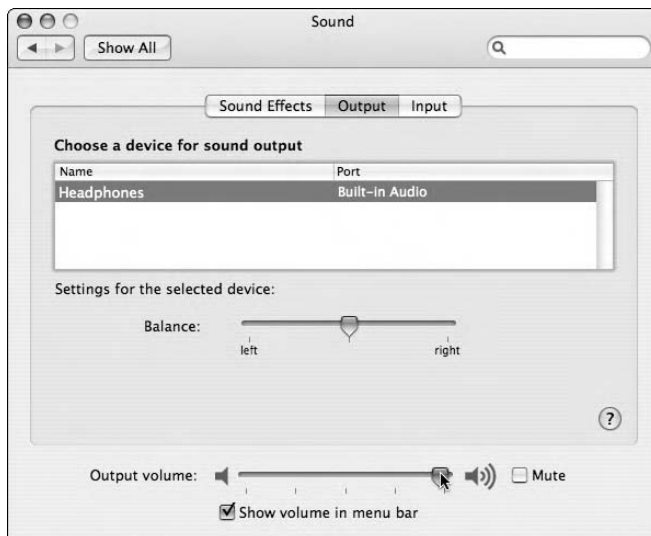 Sound
Show All
Sound Effects Output Input
Choose a device for sound output
Name Port
Headphones Built-in Audio
Settings for the selected device:
Balance:
left right
?
Output volume: Mute
Show volume in menu bar